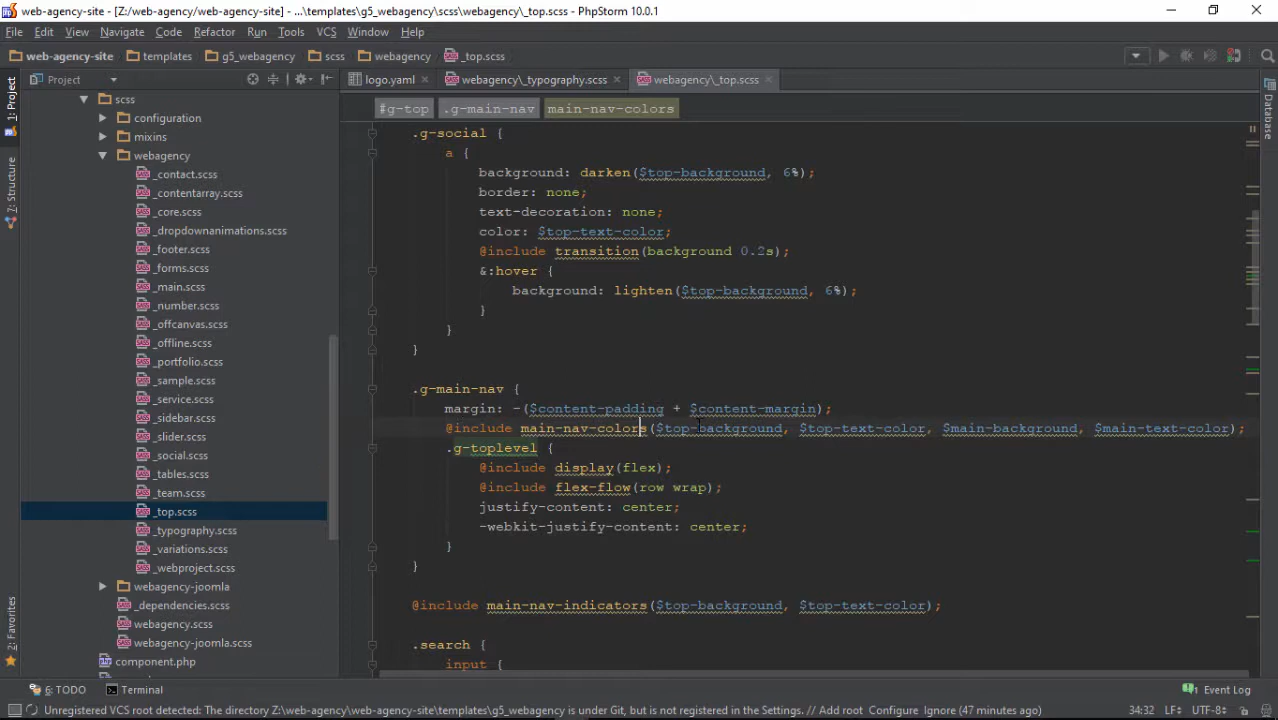 web-agency-site - [Z:/web-agency/web-agency-site] - ...\templates\g5_webagency\scss\webagency\_top.scss - PhpStorm 10.0.1
File Edit View Navigate Code Refactor Run Tools VCS Window Help
web-agency-site templates g5_webagency scss webagency _top.scss
1: Project
7: Structure
2: Favorites
Project
scss
configuration
mixins
webagency
_contact.scss
_contentarray.scss
_core.scss
_dropdownanimations.scss
_footer.scss
_forms.scss
_main.scss
_number.scss
_offcanvas.scss
_offline.scss
_portfolio.scss
_sample.scss
_service.scss
_sidebar.scss
_slider.scss
_social.scss
_tables.scss
_team.scss
_top.scss
_typography.scss
_variations.scss
_webproject.scss
webagency-joomla
_dependencies.scss
webagency.scss
webagency-joomla.scss
component.php
logo.yaml webagency\_typography.scss webagency\_top.scss
#g-top .g-main-nav main-nav-colors
.g-social {
a {
background: darken($top-background, 6%);
border: none;
text-decoration: none;
color: $top-text-color;
@include transition(background 0.2s);
&:hover {
background: lighten($top-background, 6%);
}
}
}
.g-main-nav {
margin: -($content-padding + $content-margin);
@include main-nav-colors($top-background, $top-text-color, $main-background, $main-text-color);
.g-toplevel {
@include display(flex);
@include flex-flow(row wrap);
justify-content: center;
-webkit-justify-content: center;
}
}
@include main-nav-indicators($top-background, $top-text-color);
.search {
input {
Database
6: TODO Terminal Event Log
Unregistered VCS root detected: The directory Z:\web-agency\web-agency-site\templates\g5_webagency is under Git, but is not registered in the Settings. // Add root Configure Ignore (47 minutes ago) 34:32 LF÷ UTF-8÷